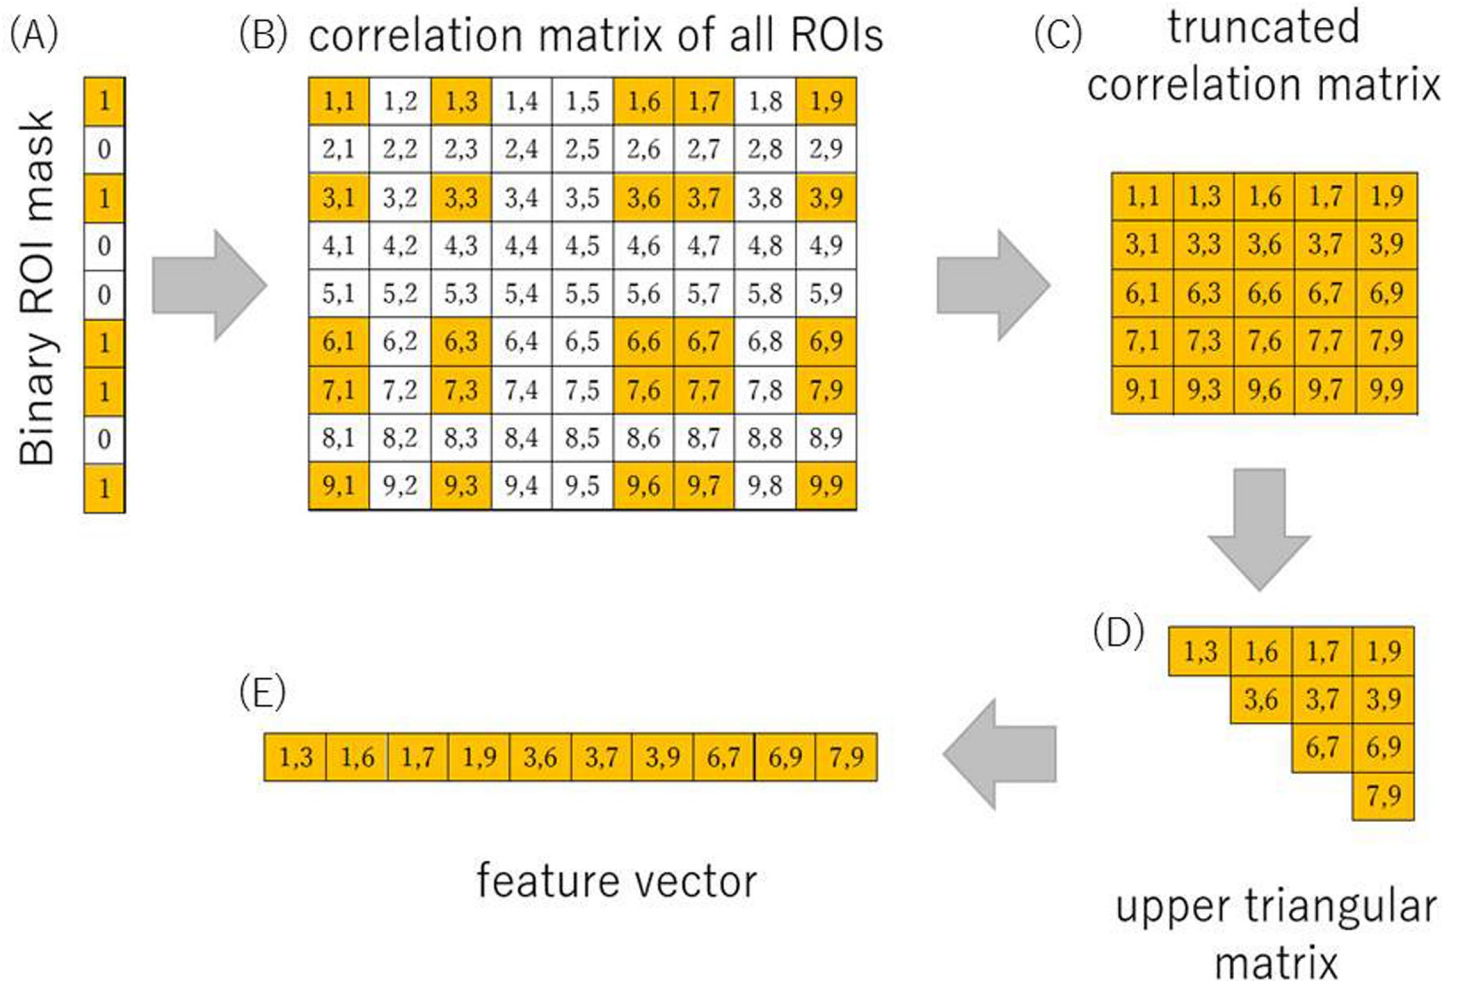 (A)
Binary ROI mask
1
0
1
0
0
1
1
0
1
(B) correlation matrix of all ROIs
1,1 1,2 1,3 1,4 1,5 1,6 1,7 1,8 1,9
2,1 2,2 2,3 2,4 2,5 2,6 2,7 2,8 2,9
3,1 3,2 3,3 3,4 3,5 3,6 3,7 3,8 3,9
4,1 4,2 4,3 4,4 4,5 4,6 4,7 4,8 4,9
5,1 5,2 5,3 5,4 5,5 5,6 5,7 5,8 5,9
6,1 6,2 6,3 6,4 6,5 6,6 6,7 6,8 6,9
7,1 7,2 7,3 7,4 7,5 7,6 7,7 7,8 7,9
8,1 8,2 8,3 8,4 8,5 8,6 8,7 8,8 8,9
9,1 9,2 9,3 9,4 9,5 9,6 9,7 9,8 9,9
(C) truncated
correlation matrix
1,1 1,3 1,6 1,7 1,9
3,1 3,3 3,6 3,7 3,9
6,1 6,3 6,6 6,7 6,9
7,1 7,3 7,6 7,7 7,9
9,1 9,3 9,6 9,7 9,9
(D)
1,3 1,6 1,7 1,9
3,6 3,7 3,9
6,7 6,9
7,9
upper triangular
matrix
(E)
1,3 1,6 1,7 1,9 3,6 3,7 3,9 6,7 6,9 7,9
feature vector